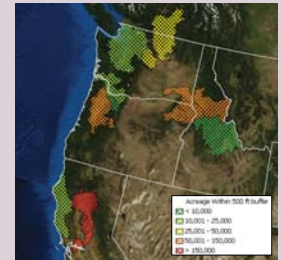 Acreage Within 500 ft buffer
< 10,000
10,001 - 25,000
25,001 - 50,000
50,001 - 150,000
> 150,000